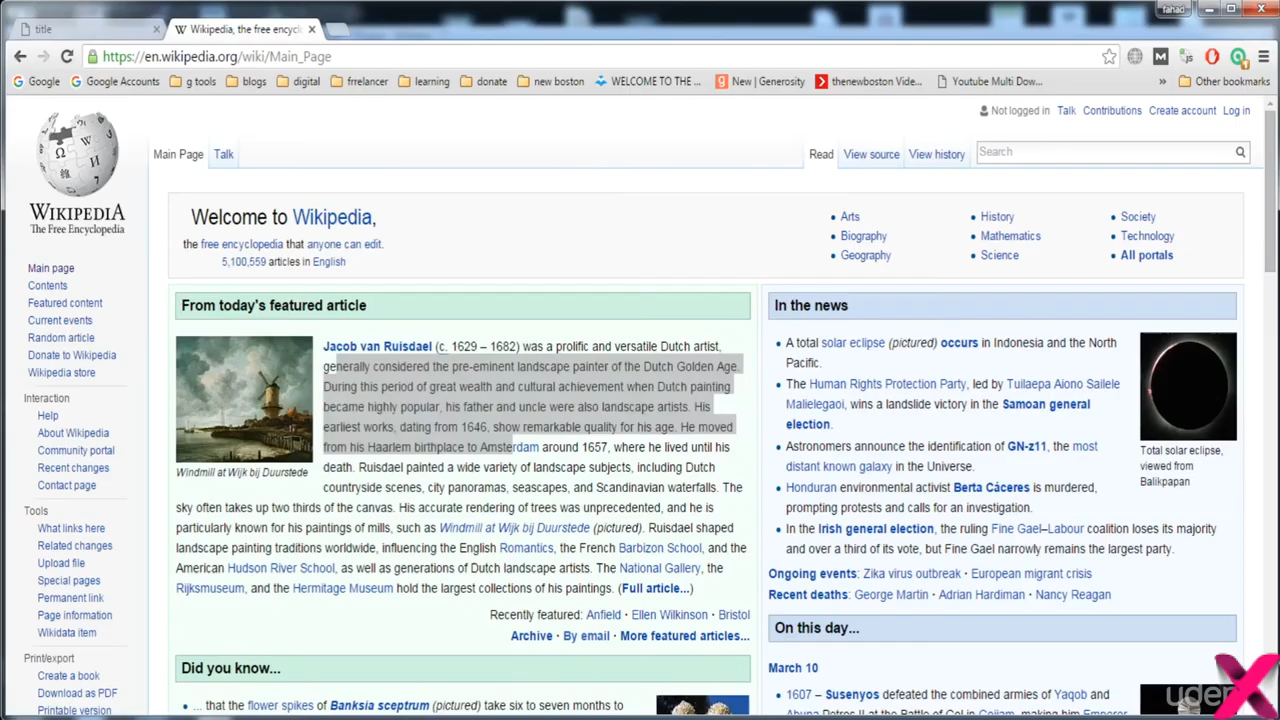 title
Wikipedia, the free encycl
fahad
https://en.wikipedia.org/wiki/Main_Page
Google
Google Accounts
g tools
blogs
digital
frrelancer
learning
donate
new boston
WELCOME TO THE ...
New | Generosity
thenewboston Vide...
Youtube Multi Dow...
»
Other bookmarks
Not logged in Talk Contributions Create account Log in
Main Page Talk
Read View source View history
Search
WIKIPEDIA
The Free Encyclopedia
Main page
Contents
Featured content
Current events
Random article
Donate to Wikipedia
Wikipedia store
Interaction
Help
About Wikipedia
Community portal
Recent changes
Contact page
Tools
What links here
Related changes
Upload file
Special pages
Permanent link
Page information
Wikidata item
Print/export
Create a book
Download as PDF
Printable version
Welcome to Wikipedia,
the free encyclopedia that anyone can edit.
5,100,559 articles in English
• Arts
• Biography
• Geography
• History
• Mathematics
• Science
• Society
• Technology
• All portals
From today's featured article
Jacob van Ruisdael (c. 1629 – 1682) was a prolific and versatile Dutch artist,
generally considered the pre-eminent landscape painter of the Dutch Golden Age.
During this period of great wealth and cultural achievement when Dutch painting
became highly popular, his father and uncle were also landscape artists. His
earliest works, dating from 1646, show remarkable quality for his age. He moved
from his Haarlem birthplace to Amsterdam around 1657, where he lived until his
death. Ruisdael painted a wide variety of landscape subjects, including Dutch
countryside scenes, city panoramas, seascapes, and Scandinavian waterfalls. The
sky often takes up two thirds of the canvas. His accurate rendering of trees was unprecedented, and he is
particularly known for his paintings of mills, such as Windmill at Wijk bij Duurstede (pictured). Ruisdael shaped
landscape painting traditions worldwide, influencing the English Romantics, the French Barbizon School, and the
American Hudson River School, as well as generations of Dutch landscape artists. The National Gallery, the
Rijksmuseum, and the Hermitage Museum hold the largest collections of his paintings. (Full article...)
Windmill at Wijk bij Duurstede
Recently featured: Anfield · Ellen Wilkinson · Bristol
Archive · By email · More featured articles...
Did you know...
• ... that the flower spikes of Banksia sceptrum (pictured) take six to seven months to
In the news
• A total solar eclipse (pictured) occurs in Indonesia and the North
Pacific.
• The Human Rights Protection Party, led by Tuilaepa Aiono Sailele
Malielegaoi, wins a landslide victory in the Samoan general
election.
• Astronomers announce the identification of GN-z11, the most
distant known galaxy in the Universe.
• Honduran environmental activist Berta Cáceres is murdered,
prompting protests and calls for an investigation.
• In the Irish general election, the ruling Fine Gael–Labour coalition loses its majority
and over a third of its vote, but Fine Gael narrowly remains the largest party.
Total solar eclipse,
viewed from
Balikpapan
Ongoing events: Zika virus outbreak · European migrant crisis
Recent deaths: George Martin · Adrian Hardiman · Nancy Reagan
On this day...
March 10
• 1607 – Susenyos defeated the combined armies of Yaqob and